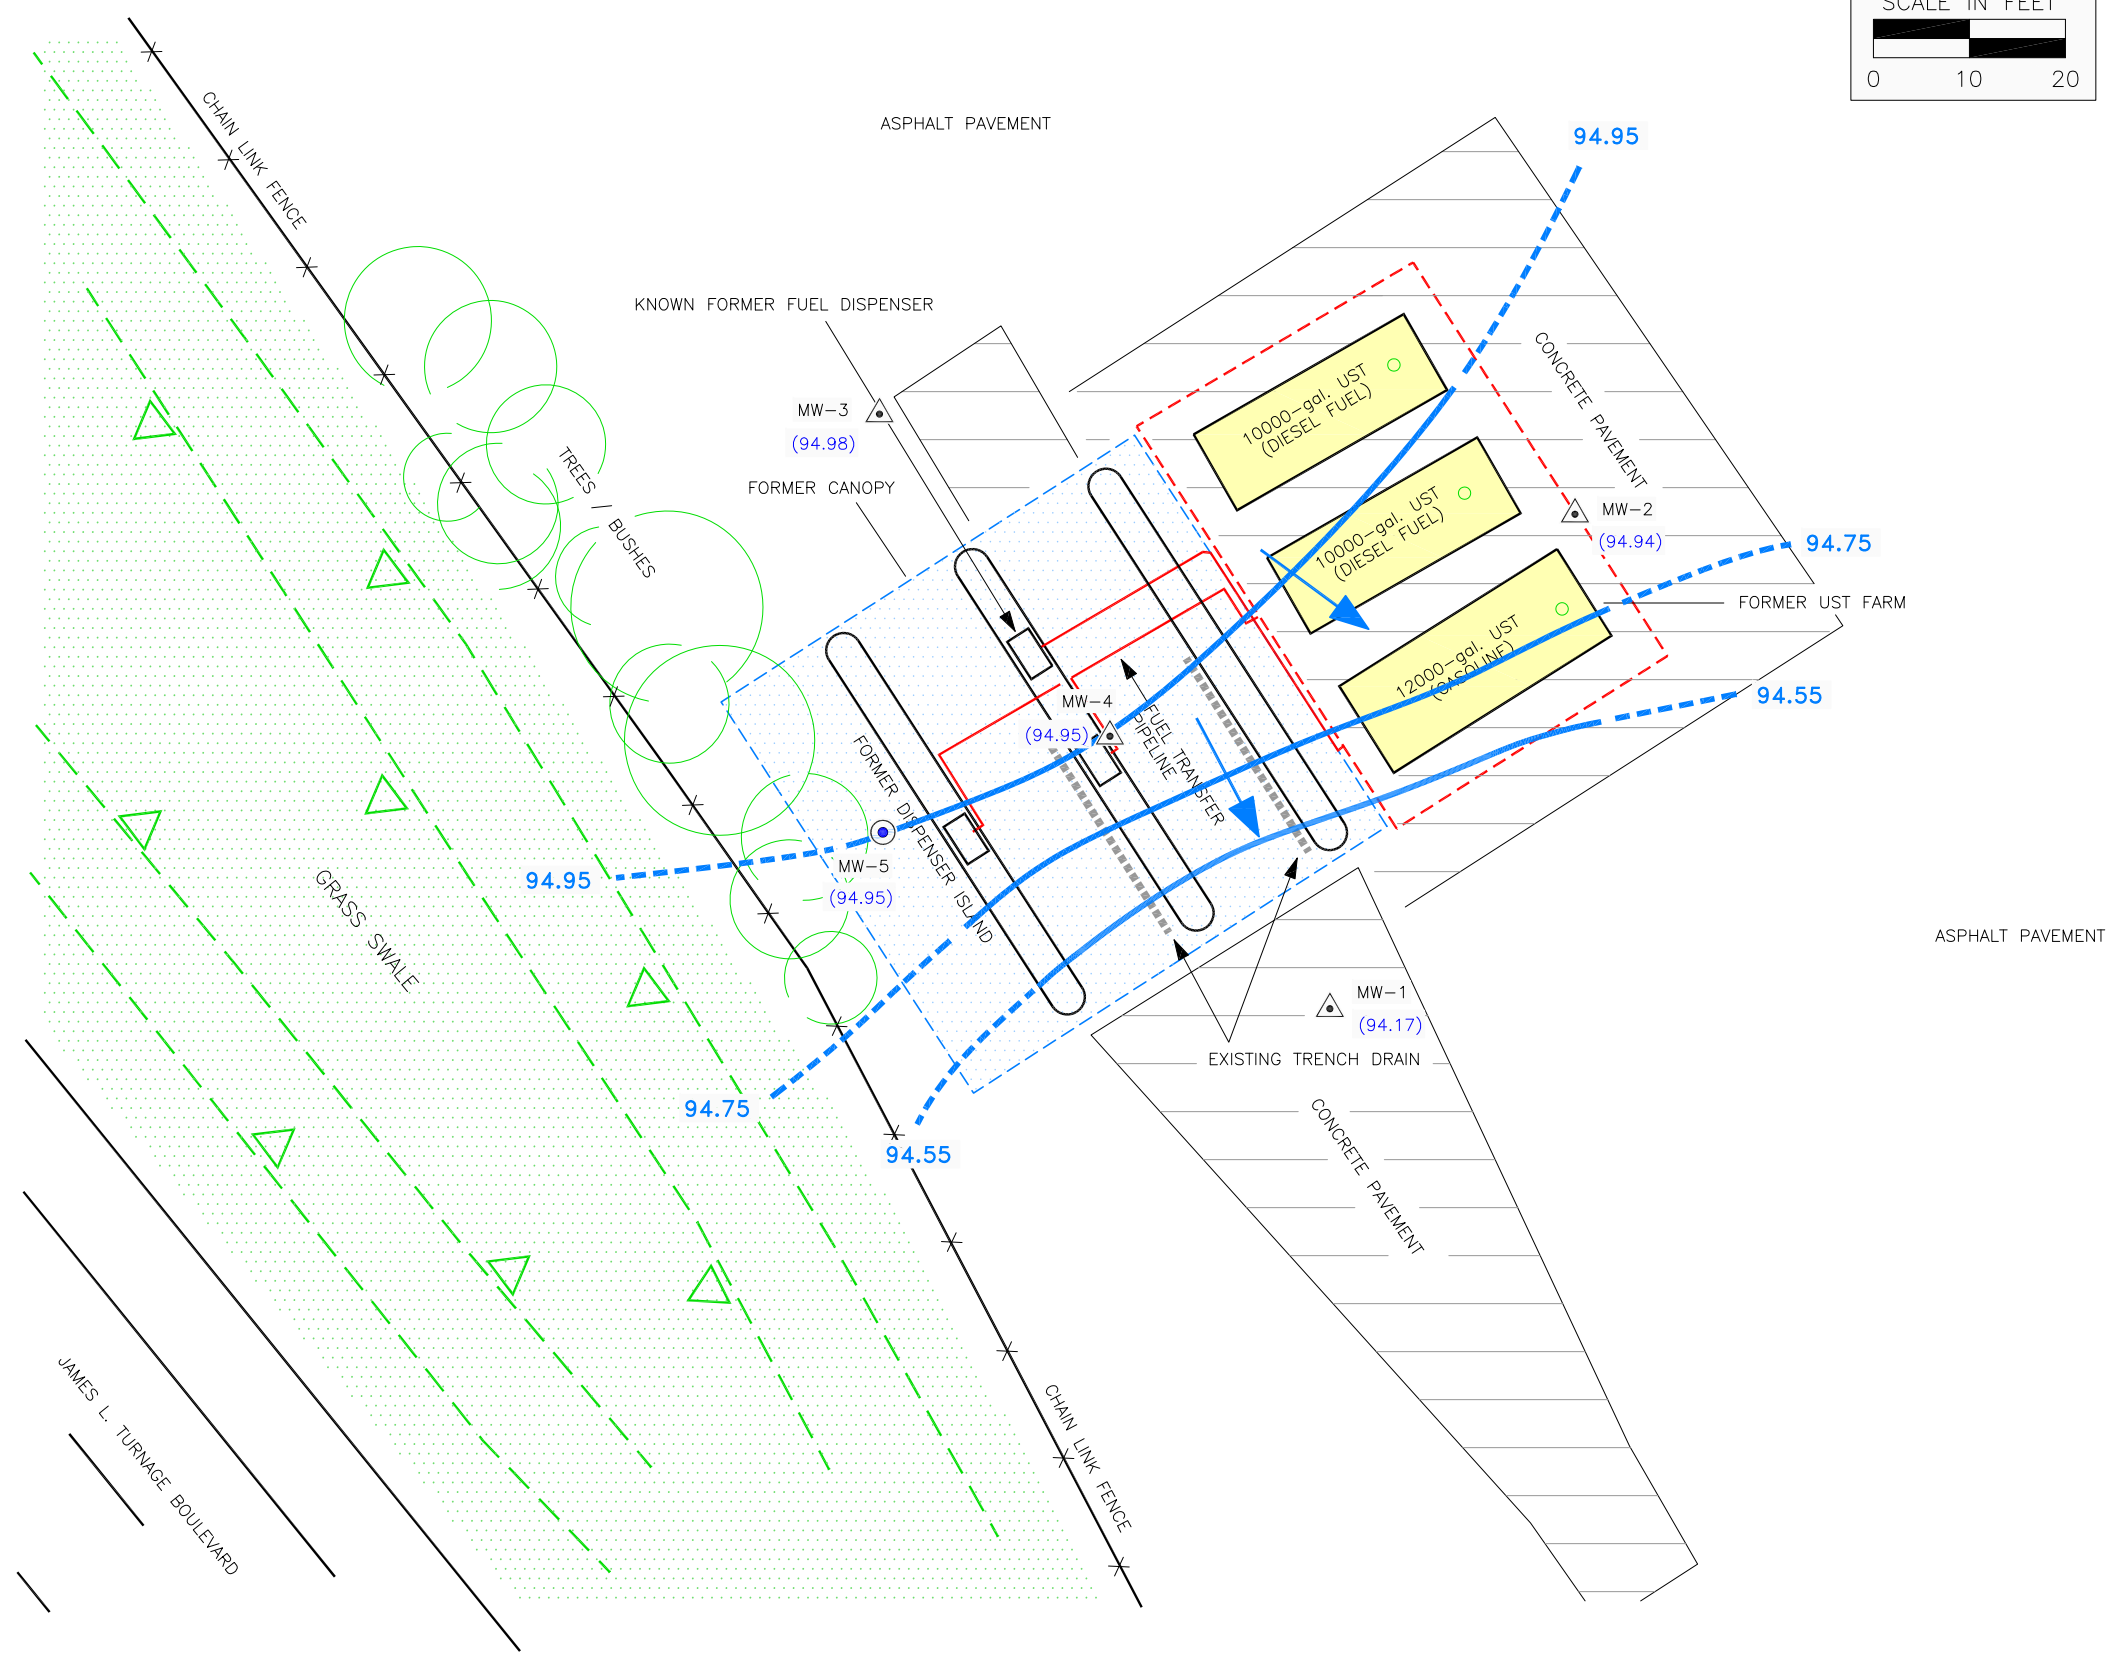 SCALE IN FEET
0 10 20
ASPHALT PAVEMENT
94.95
CHAIN LINK FENCE
KNOWN FORMER FUEL DISPENSER
MW-3
(94.98)
FORMER CANOPY
10000-gal. UST
(DIESEL FUEL)
CONCRETE PAVEMENT
TREES / BUSHES
10000-gal. UST
(DIESEL FUEL)
MW-2
(94.94)
94.75
FORMER UST FARM
12000-gal. UST
(GASOLINE)
94.55
MW-4
(94.95)
FUEL TRANSFER
PIPELINE
FORMER DISPENSER ISLAND
MW-5
(94.95)
94.95
GRASS SWALE
ASPHALT PAVEMENT
MW-1
(94.17)
EXISTING TRENCH DRAIN
94.75
94.55
CONCRETE PAVEMENT
CHAIN LINK FENCE
JAMES L. TURNAGE BOULEVARD